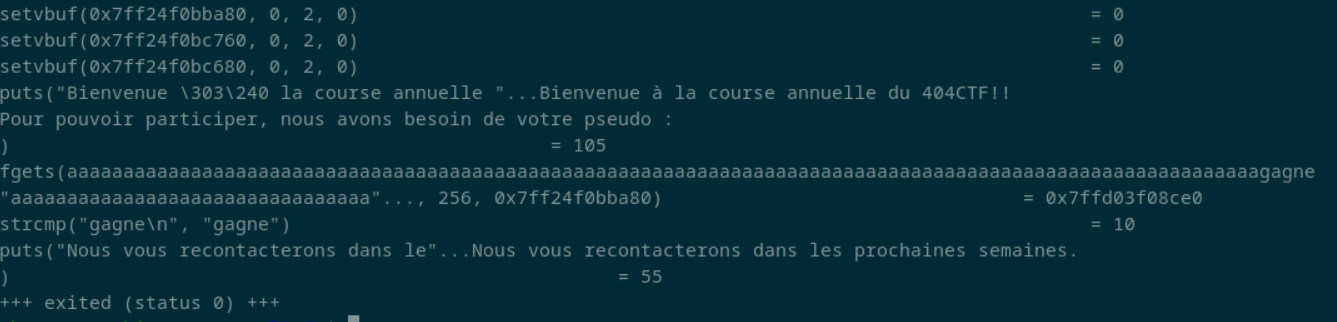 setvbuf(0x7ff24f0bba80, 0, 2, 0) = 0
setvbuf(0x7ff24f0bc760, 0, 2, 0) = 0
setvbuf(0x7ff24f0bc680, 0, 2, 0) = 0
puts("Bienvenue \303\240 la course annuelle "...Bienvenue à la course annuelle du 404CTF!!
Pour pouvoir participer, nous avons besoin de votre pseudo :
) = 105
fgets(aaaaaaaaaaaaaaaaaaaaaaaaaaaaaaaaaaaaaaaaaaaaaaaaaaaaaaaaaaaaaaaaaaaaaaaaaaaaaaaaaaaaaaaaaaaaaaaaaaaaaaaaaagagne
"aaaaaaaaaaaaaaaaaaaaaaaaaaaaaaaa"..., 256, 0x7ff24f0bba80) = 0x7ffd03f08ce0
strcmp("gagne\n", "gagne") = 10
puts("Nous vous recontacterons dans le"...Nous vous recontacterons dans les prochaines semaines.
) = 55
+++ exited (status 0) +++